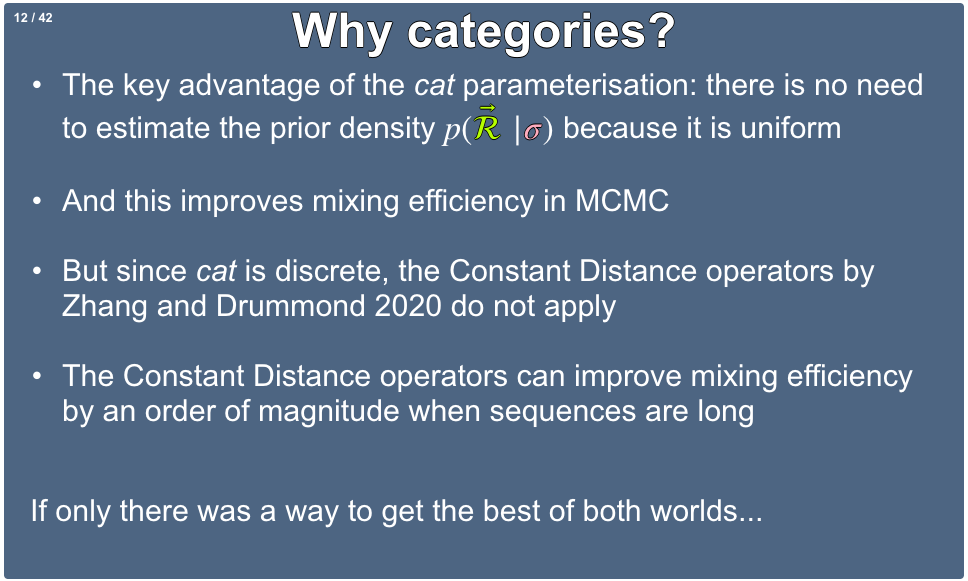 12 / 42
Why categories?
• The key advantage of the cat parameterisation: there is no need
to estimate the prior density p(R⃗ |σ) because it is uniform
• And this improves mixing efficiency in MCMC
• But since cat is discrete, the Constant Distance operators by
Zhang and Drummond 2020 do not apply
• The Constant Distance operators can improve mixing efficiency
by an order of magnitude when sequences are long
If only there was a way to get the best of both worlds...